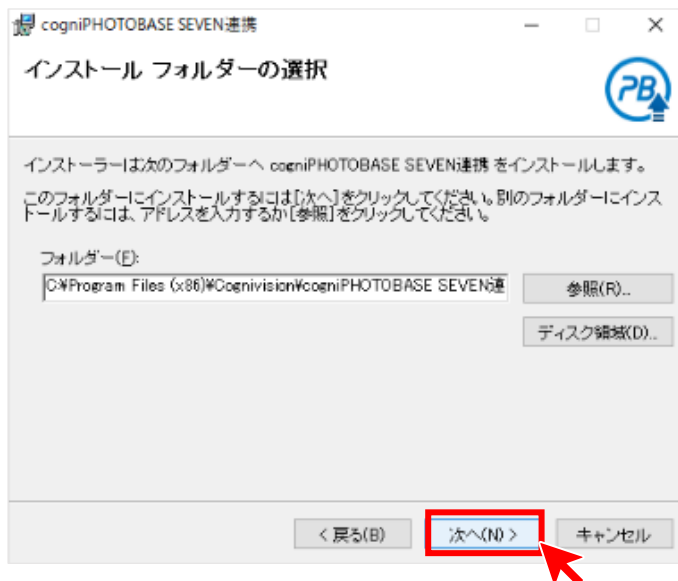 cogniPHOTOBASE SEVEN連携
インストール フォルダーの選択
PB
インストーラーは次のフォルダーへ cogniPHOTOBASE SEVEN連携 をインストールします。
このフォルダーにインストールするには[次へ]をクリックしてください。別のフォルダーにインス
トールするには、アドレスを入力するか[参照]をクリックしてください。
フォルダー(F):
C:¥Program Files (x86)¥Cognivision¥cogniPHOTOBASE SEVEN連
参照(R)...
ディスク領域(D)...
< 戻る(B)
次へ(N) >
キャンセル